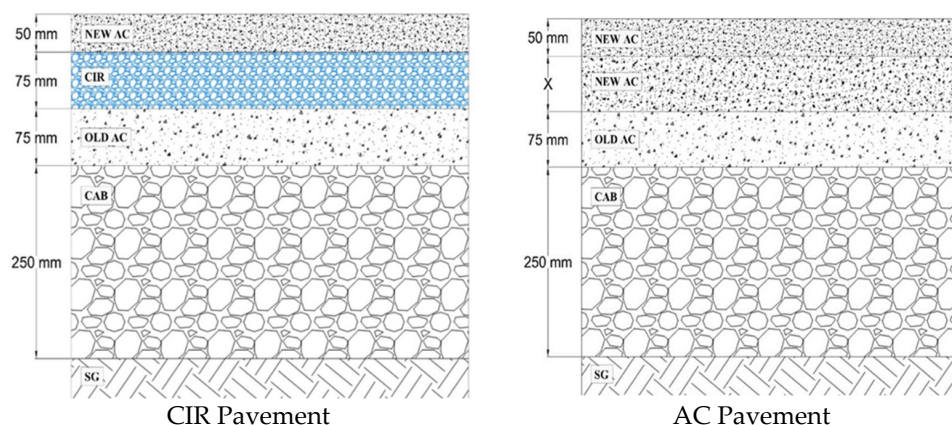 50 mm
NEW AC
75 mm
CIR
75 mm
OLD AC
CAB
250 mm
SG
CIR Pavement
50 mm
NEW AC
X
NEW AC
75 mm
OLD AC
CAB
250 mm
SG
AC Pavement